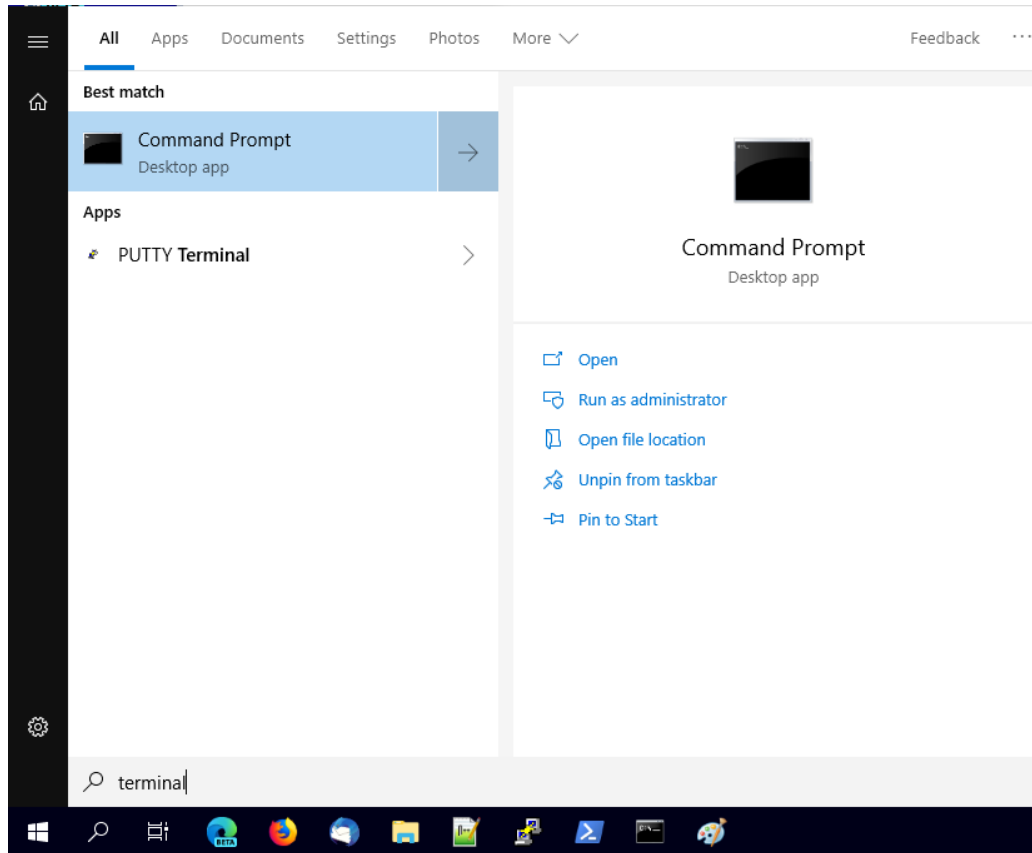 All Apps Documents Settings Photos More Feedback ...
Best match
Command Prompt
Desktop app
Apps
PUTTY Terminal
Command Prompt
Desktop app
Open
Run as administrator
Open file location
Unpin from taskbar
Pin to Start
terminal
BETA